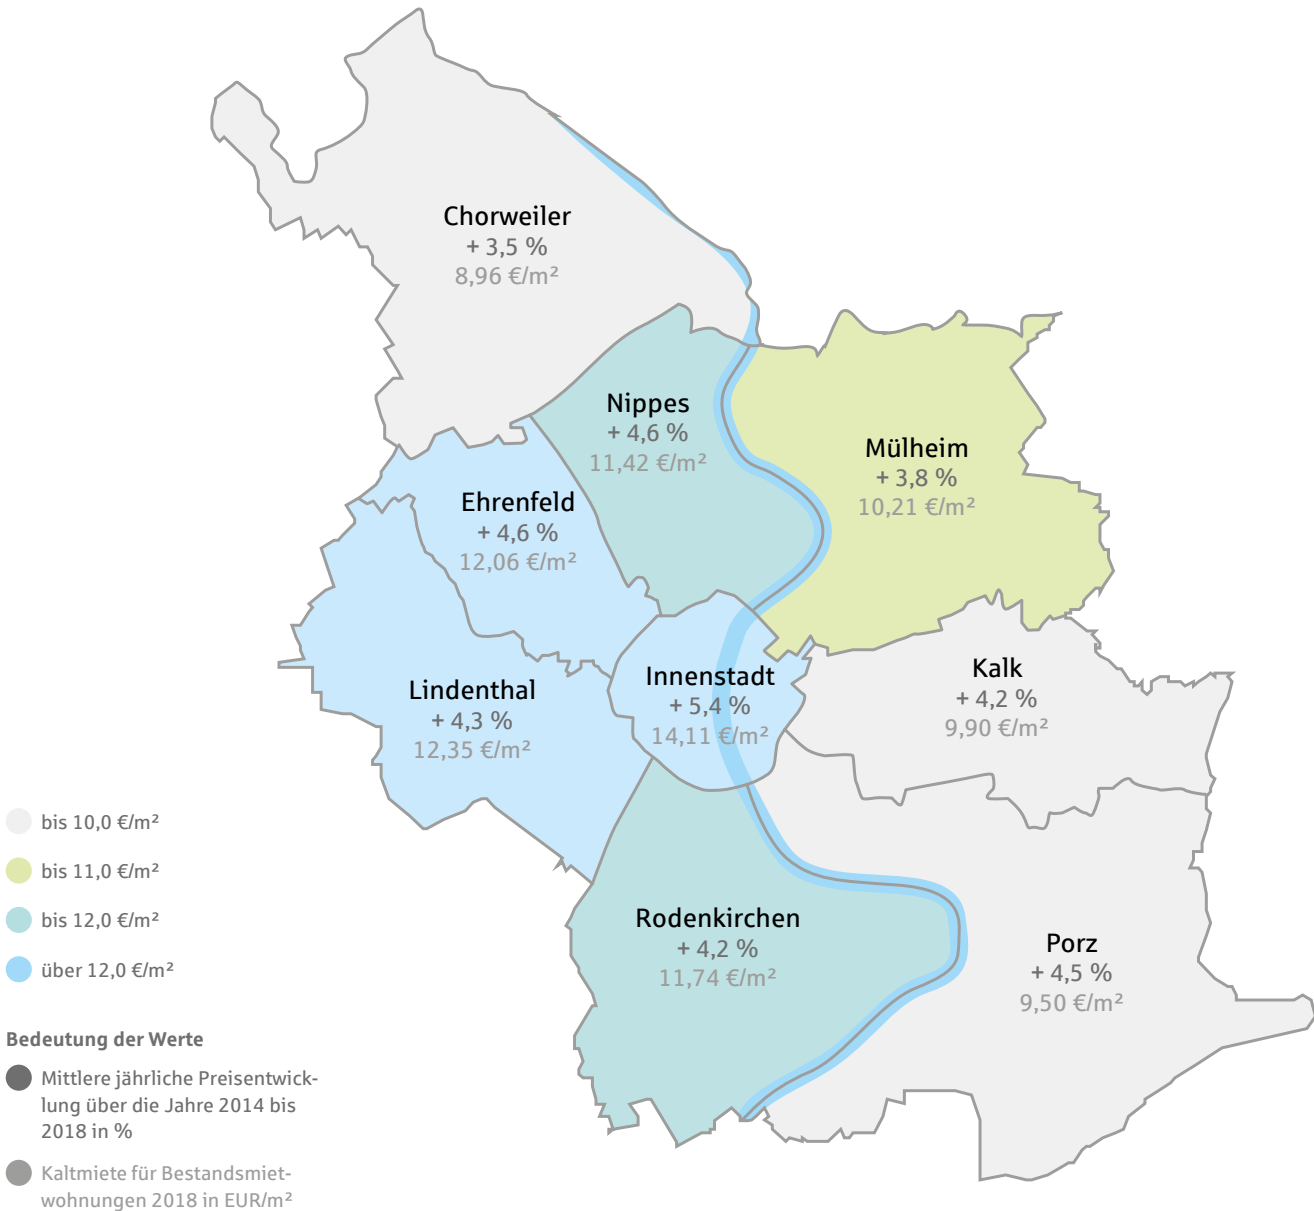 Chorweiler
+ 3,5 %
8,96 €/m²
Nippes
+ 4,6 %
11,42 €/m²
Mülheim
+ 3,8 %
10,21 €/m²
Ehrenfeld
+ 4,6 %
12,06 €/m²
Innenstadt
+ 5,4 %
14,11 €/m²
Kalk
+ 4,2 %
9,90 €/m²
Lindenthal
+ 4,3 %
12,35 €/m²
Rodenkirchen
+ 4,2 %
11,74 €/m²
Porz
+ 4,5 %
9,50 €/m²
bis 10,0 €/m²
bis 11,0 €/m²
bis 12,0 €/m²
über 12,0 €/m²
Bedeutung der Werte
Mittlere jährliche Preisentwick-
lung über die Jahre 2014 bis
2018 in %
Kaltmiete für Bestandsmiet-
wohnungen 2018 in EUR/m²